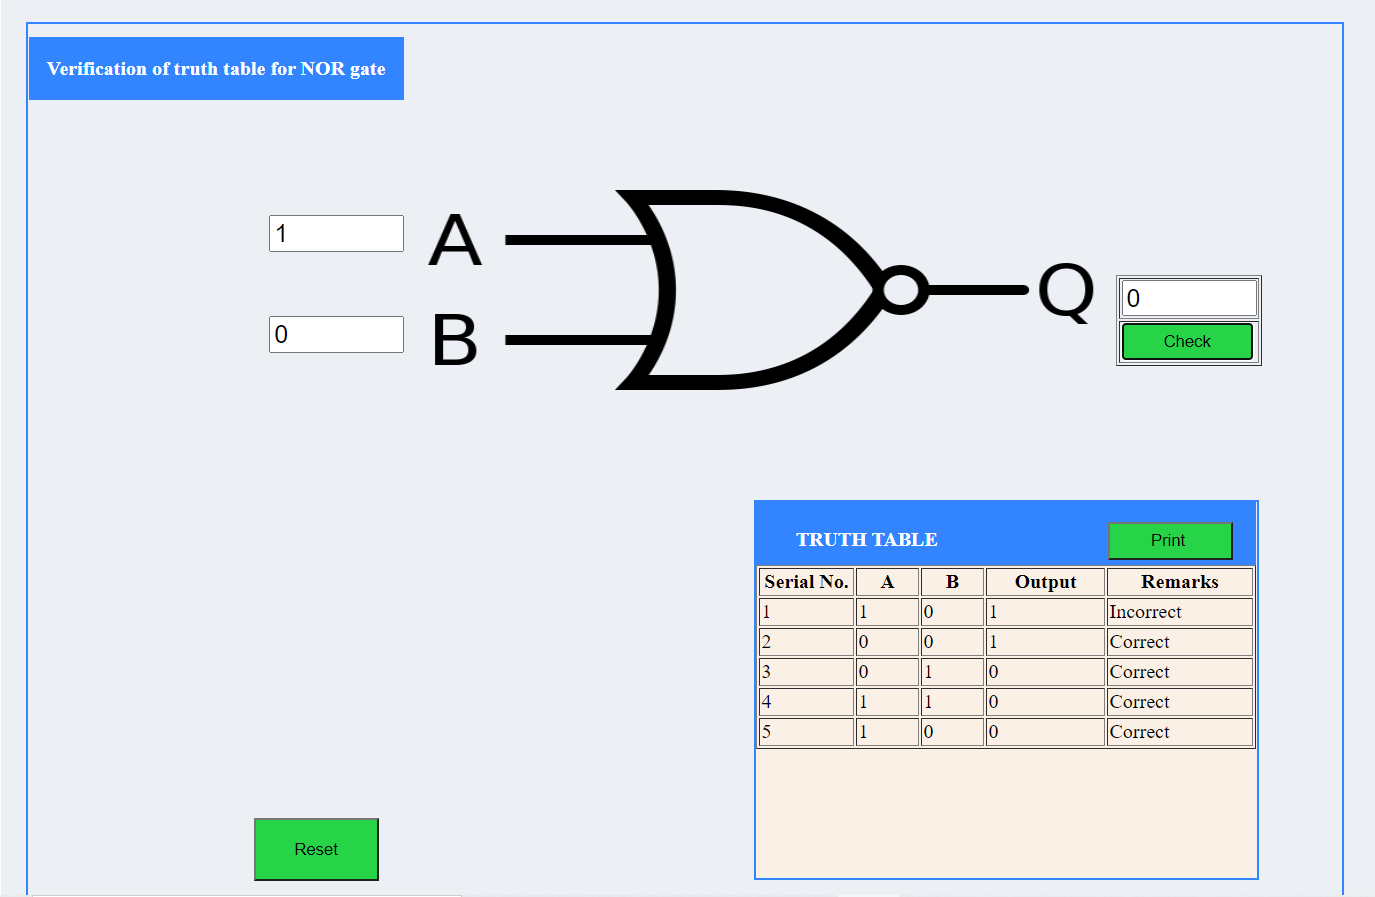 Verification of truth table for NOR gate
1
A
0
B
Q
0
Check
TRUTH TABLE
Print
Serial No. A B Output Remarks
1 1 0 1 Incorrect
2 0 0 1 Correct
3 0 1 0 Correct
4 1 1 0 Correct
5 1 0 0 Correct
Reset